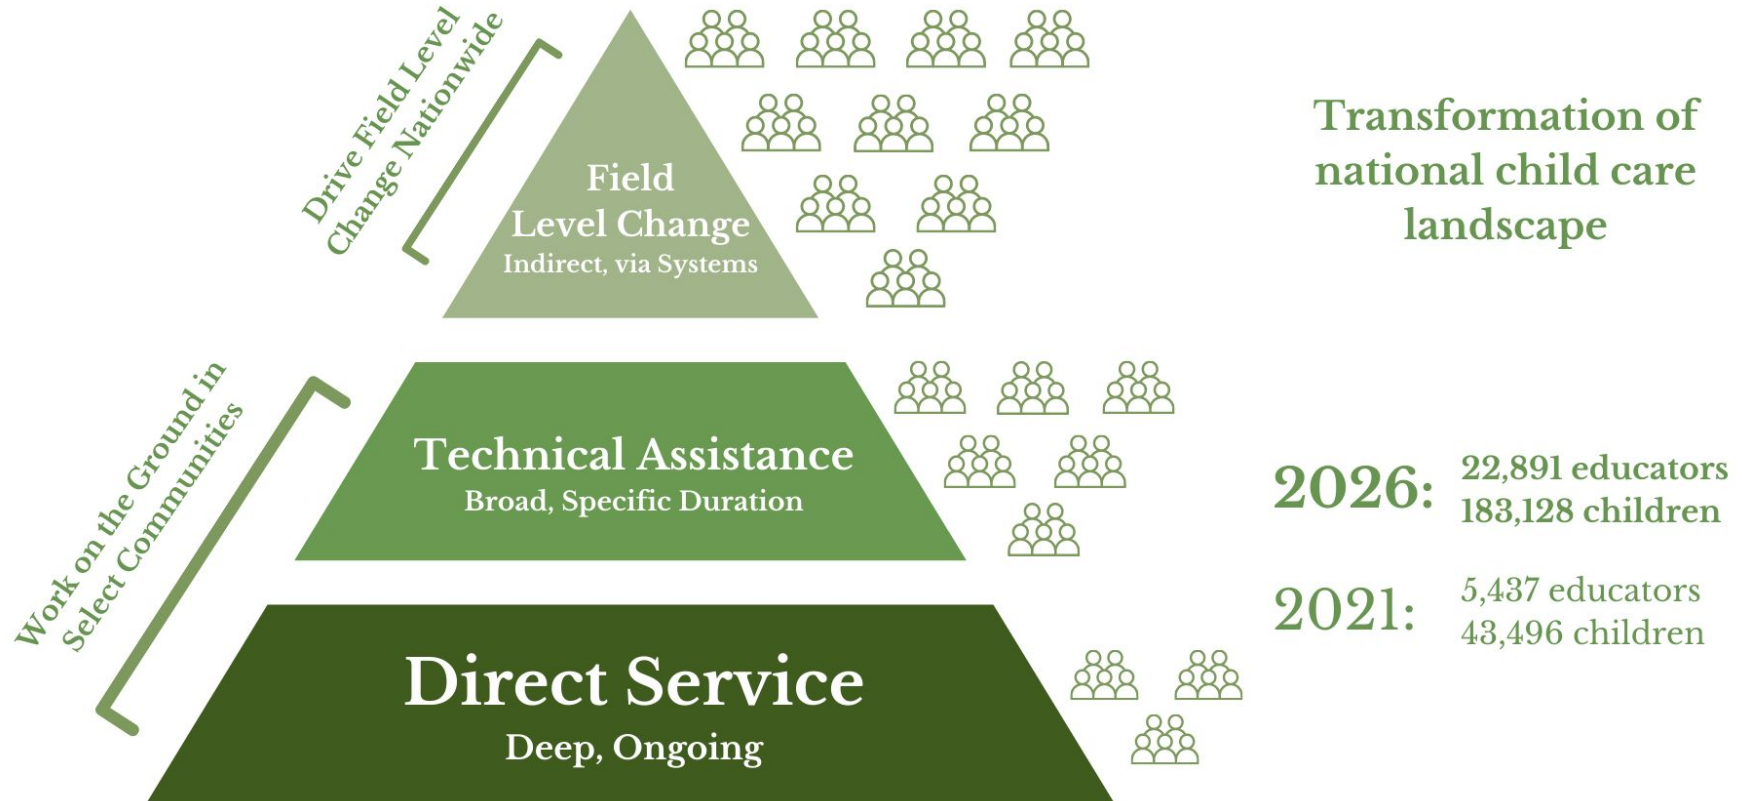 Drive Field Level
Change Nationwide
Field
Level Change
Indirect, via Systems
Transformation of
national child care
landscape
Work on the Ground in
Select Communities
Technical Assistance
Broad, Specific Duration
2026:
22,891 educators
183,128 children
2021:
5,437 educators
43,496 children
Direct Service
Deep, Ongoing